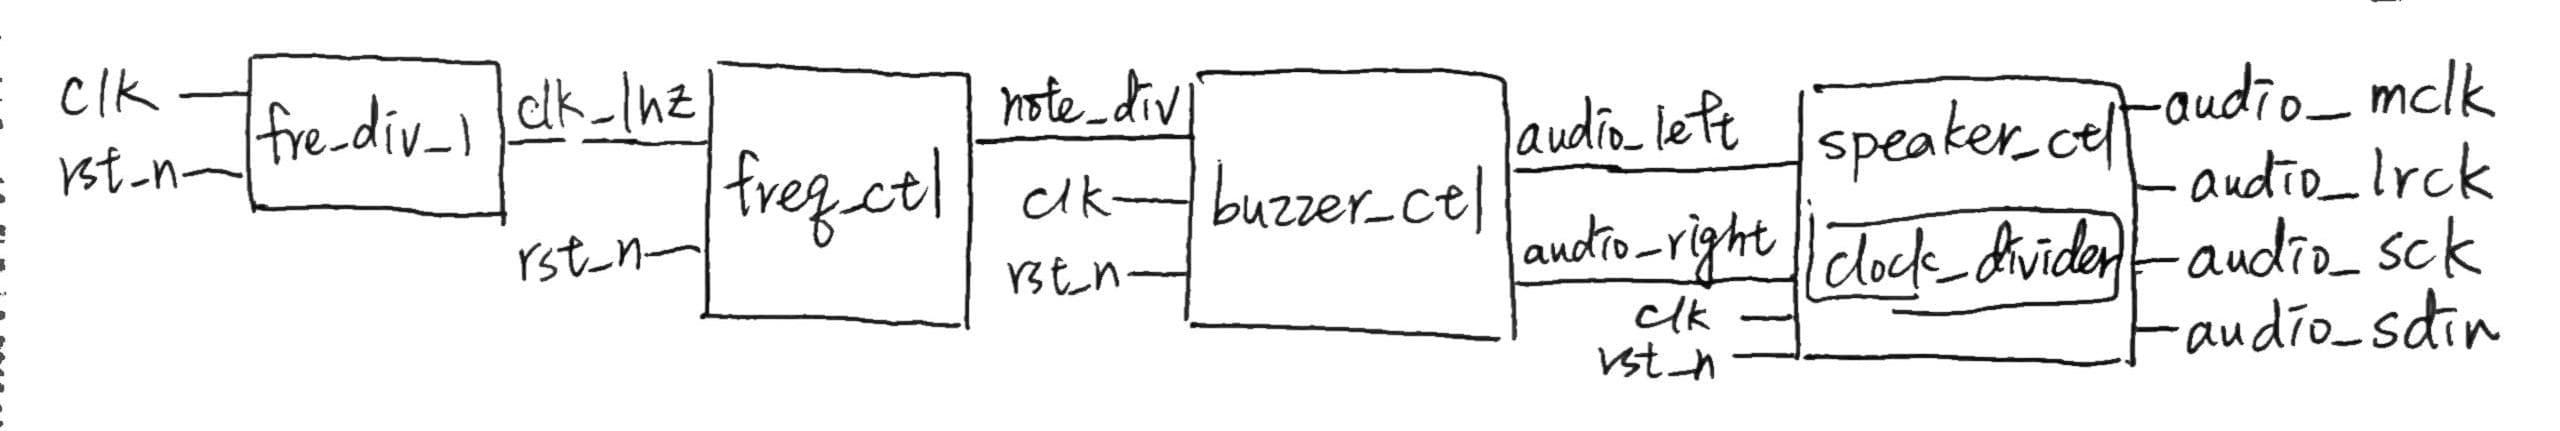 clk
rst_n
fre_div_1
clk_1hz
rst_n
freq_ctl
note_div
clk
rst_n
buzzer_ctl
audio_left
audio_right
clk
rst_n
speaker_ctl
clock_divider
audio_mclk
audio_lrck
audio_sck
audio_sdin